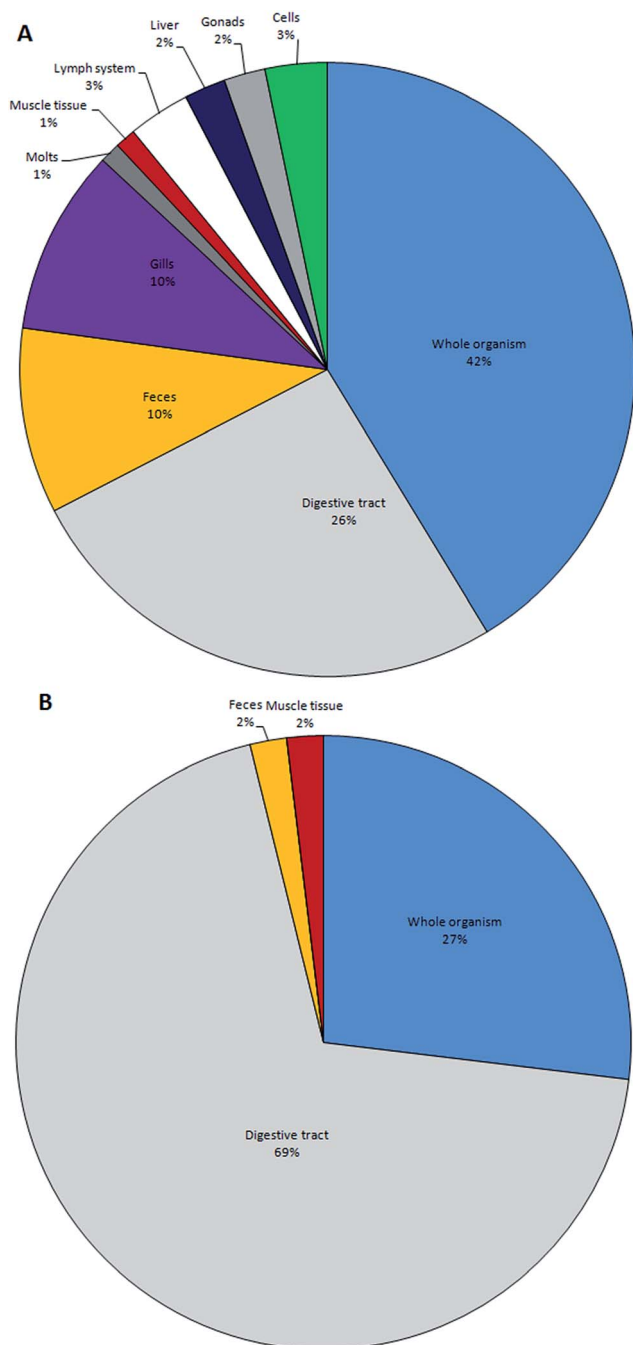 A
Cells
3%
Gonads
2%
Liver
2%
Lymph system
3%
Muscle tissue
1%
Molts
1%
Gills
10%
Feces
10%
Whole organism
42%
Digestive tract
26%
B
Feces
2%
Muscle tissue
2%
Whole organism
27%
Digestive tract
69%